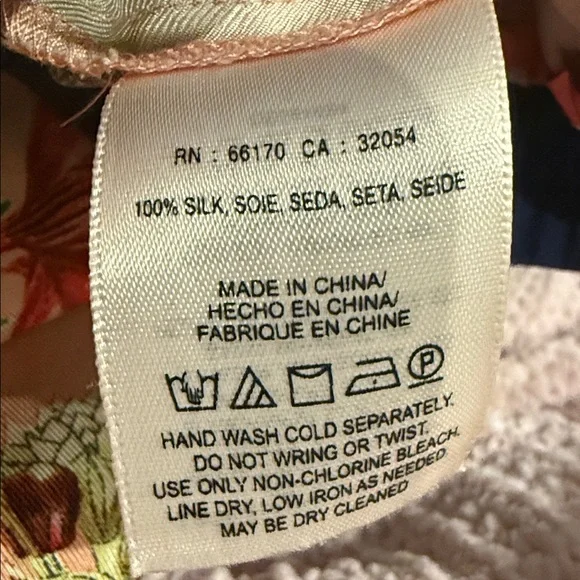 RN : 66170 CA : 32054
100% SILK, SOIE, SEDA, SETA, SEIDE
MADE IN CHINA/
HECHO EN CHINA/
FABRIQUE EN CHINE
P
HAND WASH COLD SEPARATELY.
DO NOT WRING OR TWIST.
USE ONLY NON-CHLORINE BLEACH.
LINE DRY, LOW IRON AS NEEDED
MAY BE DRY CLEANED